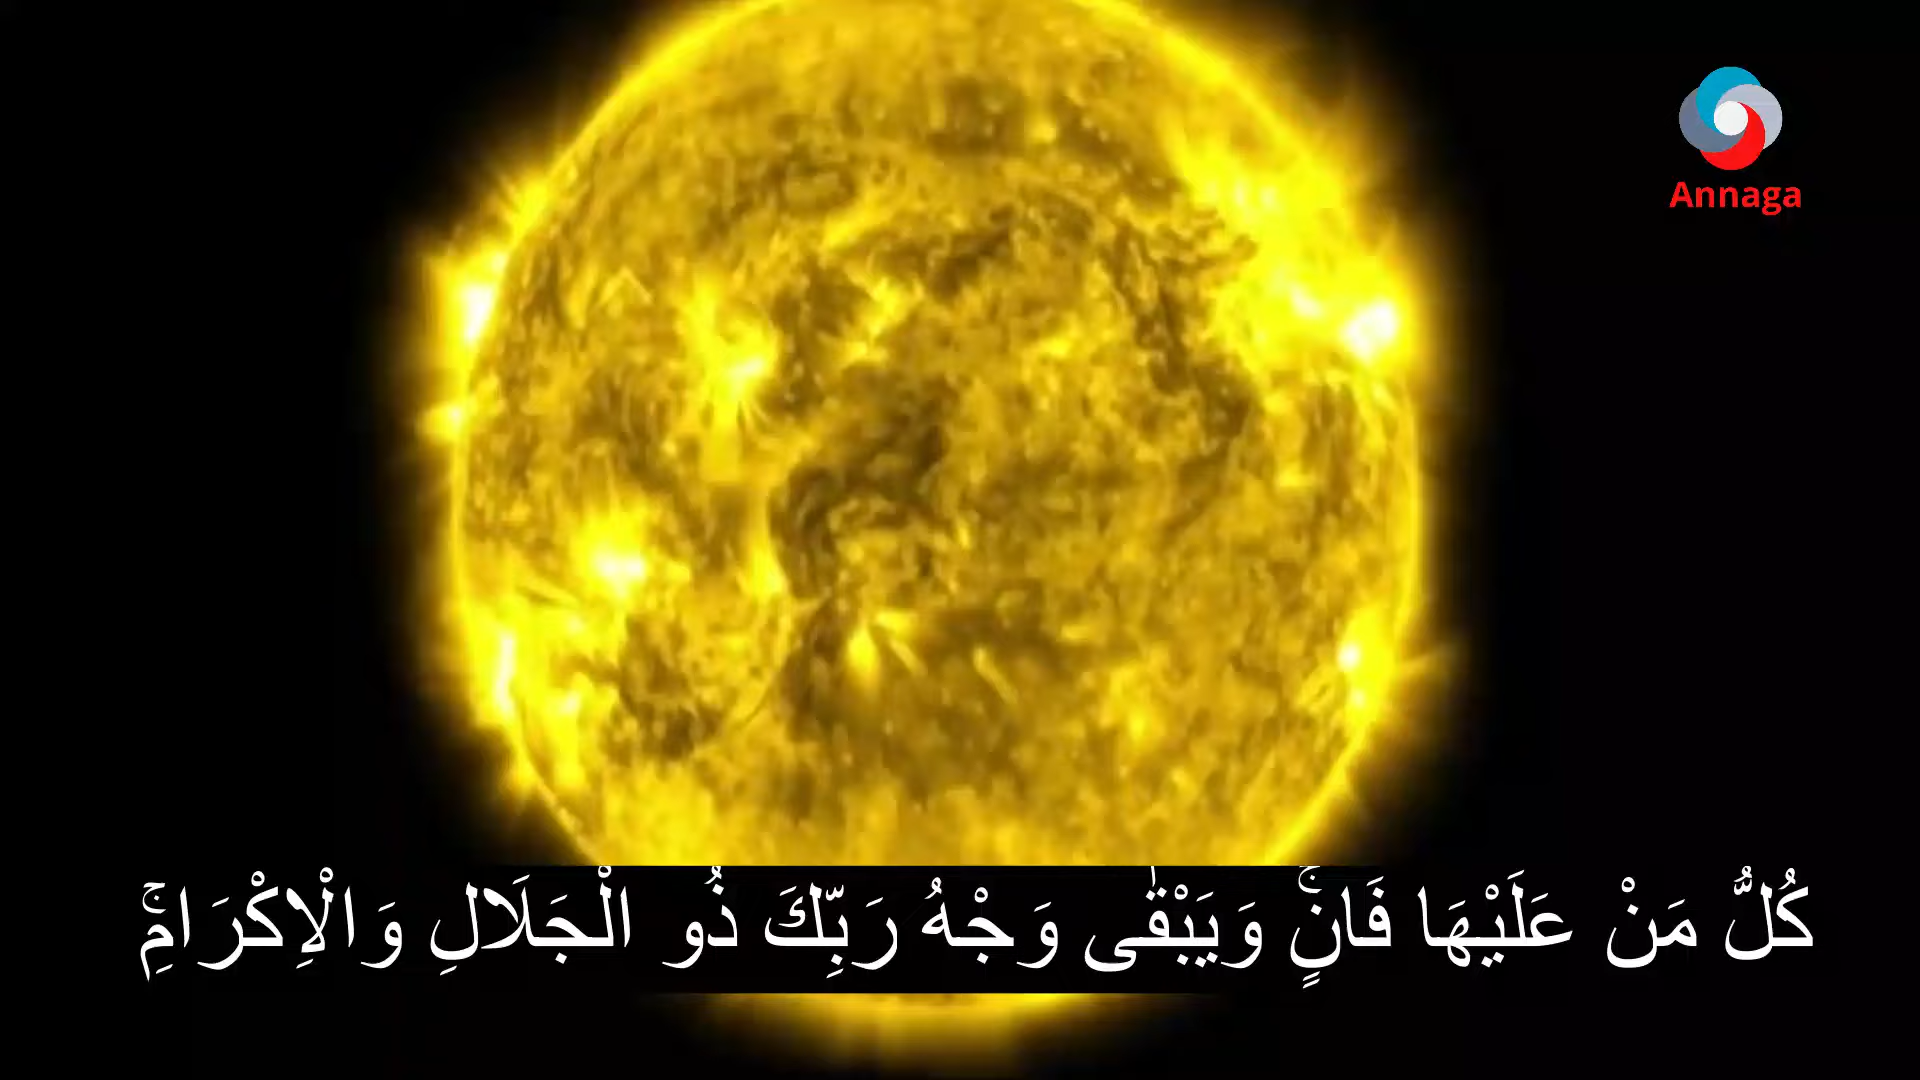 Annaga
كُلُّ مَنْ عَلَيْهَا فَانٍۚ وَيَبْقٰى وَجْهُ رَبِّكَ ذُو الْجَلَالِ وَالْاِكْرَامِۚ